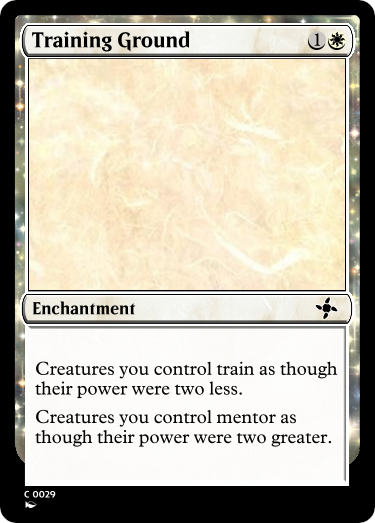 Training Ground 1
Enchantment
Creatures you control train as though
their power were two less.
Creatures you control mentor as
though their power were two greater.
C 0029